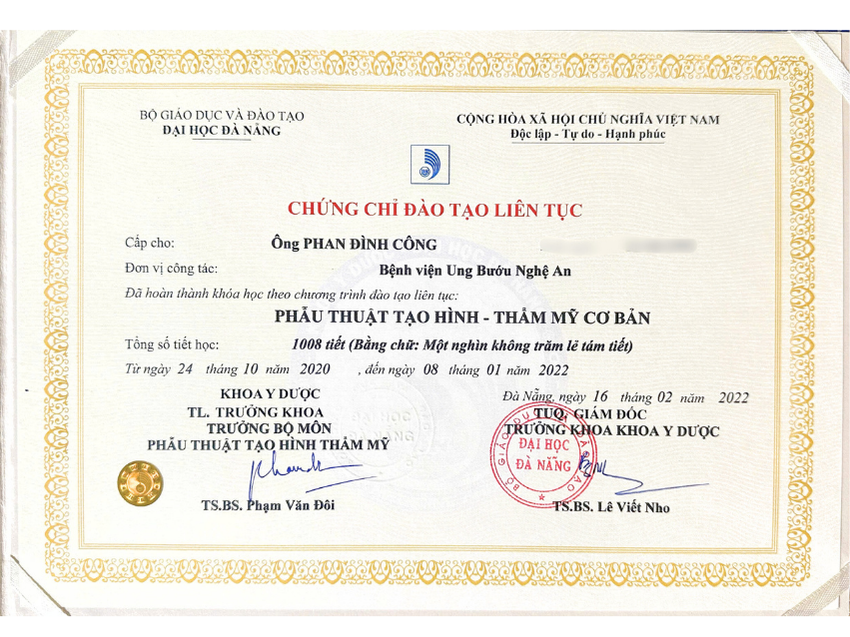 BỘ GIÁO DỤC VÀ ĐÀO TẠO
ĐẠI HỌC ĐÀ NẴNG
CỘNG HÒA XÃ HỘI CHỦ NGHĨA VIỆT NAM
Độc lập - Tự do - Hạnh phúc
CHỨNG CHỈ ĐÀO TẠO LIÊN TỤC
Cấp cho: Ông PHAN ĐÌNH CÔNG
Đơn vị công tác: Bệnh viện Ung Bướu Nghệ An
Đã hoàn thành khóa học theo chương trình đào tạo liên tục:
PHẪU THUẬT TẠO HÌNH - THẨM MỸ CƠ BẢN
Tổng số tiết học: 1008 tiết (Bằng chữ: Một nghìn không trăm lẻ tám tiết)
Từ ngày 24 tháng 10 năm 2020 , đến ngày 08 tháng 01 năm 2022
KHOA Y DƯỢC
TL. TRƯỞNG KHOA
TRƯỞNG BỘ MÔN
PHẪU THUẬT TẠO HÌNH THẨM MỸ
TS.BS. Phạm Văn Đôi
Đà Nẵng, ngày 16 tháng 02 năm 2022
TUQ. GIÁM ĐỐC
TRƯỞNG KHOA KHOA Y DƯỢC
ĐẠI HỌC
ĐÀ NẴNG
TS.BS. Lê Viết Nho